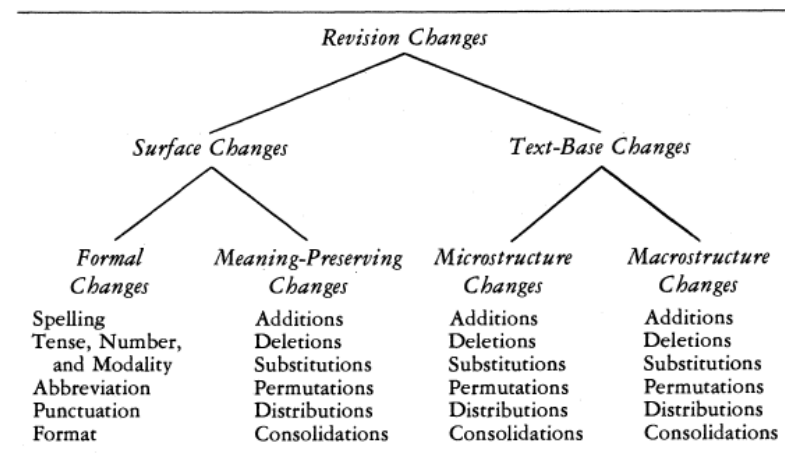 Revision Changes
Surface Changes
Text-Base Changes
Formal
Changes
Meaning-Preserving
Changes
Microstructure
Changes
Macrostructure
Changes
Spelling
Tense, Number,
and Modality
Abbreviation
Punctuation
Format
Additions
Deletions
Substitutions
Permutations
Distributions
Consolidations
Additions
Deletions
Substitutions
Permutations
Distributions
Consolidations
Additions
Deletions
Substitutions
Permutations
Distributions
Consolidations